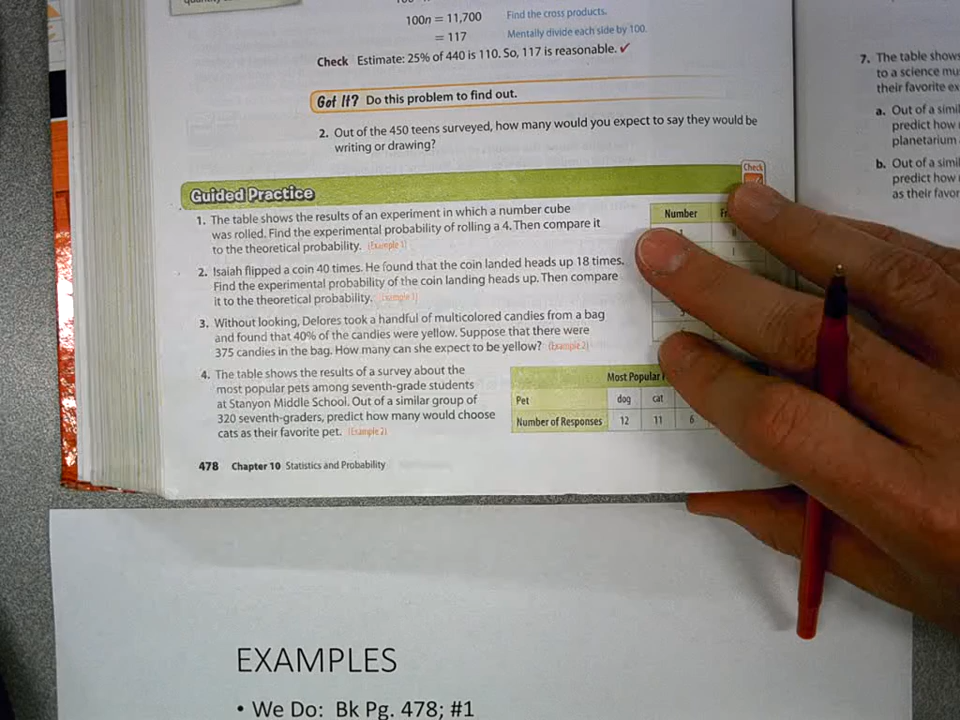 100n = 11,700 Find the cross products.
= 117 Mentally divide each side by 100.
Check Estimate: 25% of 440 is 110. So, 117 is reasonable. ✓
Got It? Do this problem to find out.
2. Out of the 450 teens surveyed, how many would you expect to say they would be
writing or drawing?
Check
Guided Practice
1. The table shows the results of an experiment in which a number cube
was rolled. Find the experimental probability of rolling a 4. Then compare it
to the theoretical probability. (Example 1)
Number
2. Isaiah flipped a coin 40 times. He found that the coin landed heads up 18 times.
Find the experimental probability of the coin landing heads up. Then compare
it to the theoretical probability. (Example 1)
3. Without looking, Delores took a handful of multicolored candies from a bag
and found that 40% of the candies were yellow. Suppose that there were
375 candies in the bag. How many can she expect to be yellow? (Example 2)
4. The table shows the results of a survey about the
most popular pets among seventh-grade students
at Stanyon Middle School. Out of a similar group of
320 seventh-graders, predict how many would choose
cats as their favorite pet. (Example 2)
Most Popular
Pet dog cat
Number of Responses 12 11 6
478 Chapter 10 Statistics and Probability
7. The table shows
to a science mu
their favorite ex
a. Out of a simil
predict how
planetarium
b. Out of a simil
predict how
as their favor
EXAMPLES
• We Do: Bk Pg. 478; #1